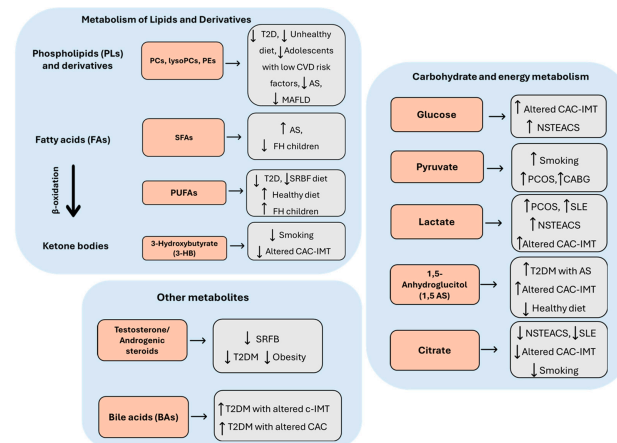 Metabolism of Lipids and Derivatives
Phospholipids (PLs)
and derivatives
PCs, lysoPCs, PEs
↓ T2D, ↓ Unhealthy
diet, ↓Adolescents
with low CVD risk
factors, ↓ AS,
↓ MAFLD
Fatty acids (FAs)
SFAs
↑ AS,
↓ FH children
β-oxidation
PUFAs
↓ T2D, ↓SRBF diet
↑ Healthy diet
↑ FH children
Ketone bodies
3-Hydroxybutyrate
(3-HB)
↓ Smoking
↓ Altered CAC-IMT
Other metabolites
Testosterone/
Androgenic
steroids
↓ SRFB
↓ T2DM ↓ Obesity
Bile acids (BAs)
↑ T2DM with altered c-IMT
↑ T2DM with altered CAC
Carbohydrate and energy metabolism
Glucose
↑ Altered CAC-IMT
↑ NSTEACS
Pyruvate
↑ Smoking
↑PCOS, ↑CABG
Lactate
↑PCOS, ↑SLE
↑NSTEACS
↑Altered CAC-IMT
1,5-
Anhydroglucitol
(1,5 AS)
↑T2DM with AS
↑Altered CAC-IMT
↓ Healthy diet
Citrate
↓ NSTEACS, ↓SLE
↓Altered CAC-IMT
↓ Smoking